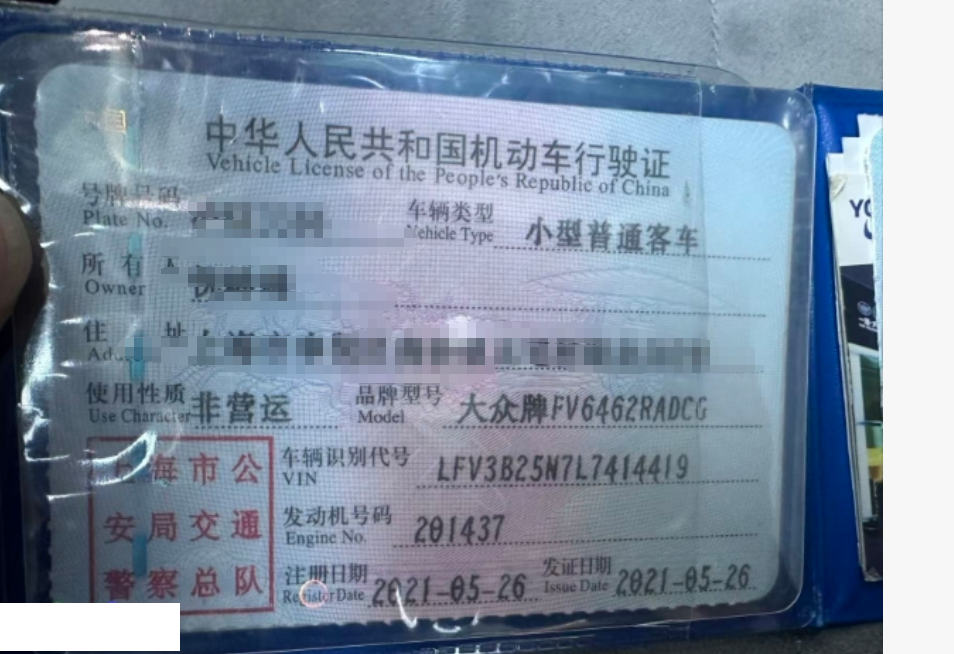 中华人民共和国机动车行驶证
Vehicle License of the People's Republic of China
号牌号码
Plate No.
车辆类型 小型普通客车
Vehicle Type
所有人
Owner
住 址
使用性质 非营运
Use Character
品牌型号 大众牌FV6462RADCG
Model
上海市公
安局交通
警察总队
车辆识别代号 LFV3B25N7L7414419
VIN
发动机号码 201437
Engine No.
注册日期 2021-05-26
Register Date
发证日期 2021-05-26
Issue Date